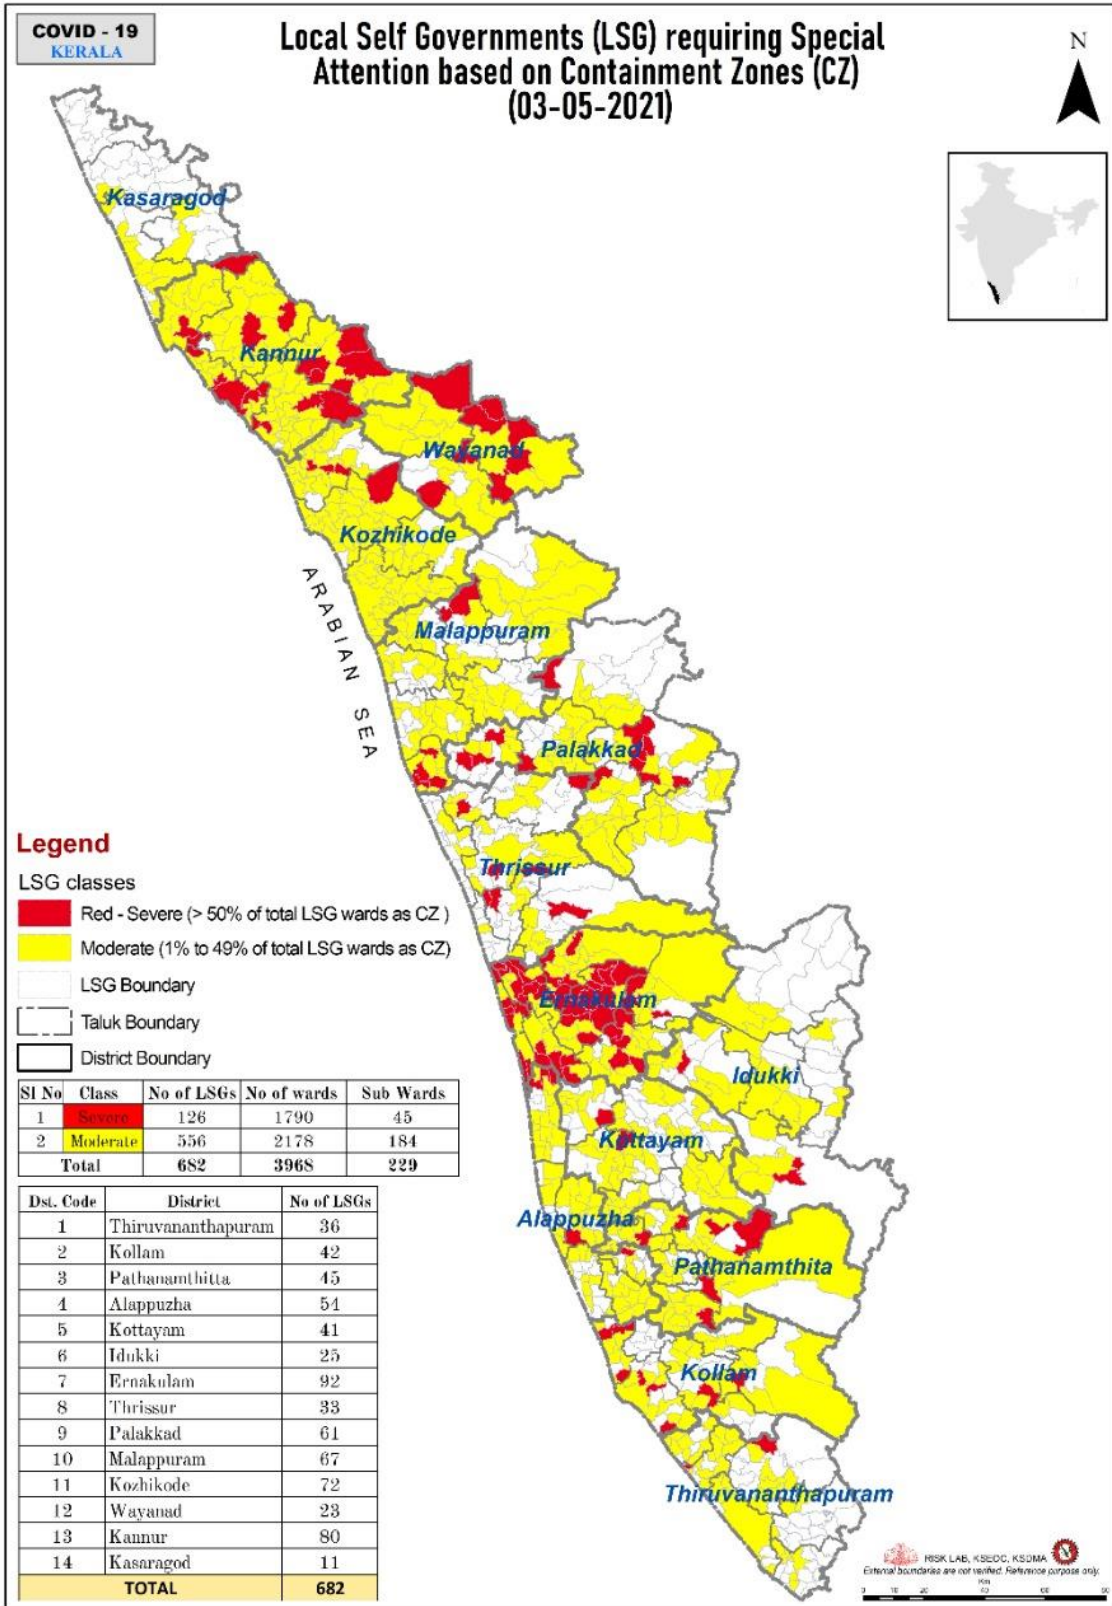 COVID - 19
KERALA
Local Self Governments (LSG) requiring Special
Attention based on Containment Zones (CZ)
(03-05-2021)
N
Kasaragod
Kannur
Wayanad
Kozhikode
ARABIAN SEA
Malappuram
Palakkad
Thrissur
Ernakulam
Idukki
Kottayam
Alappuzha
Pathanamthita
Kollam
Thiruvananthapuram
Legend
LSG classes
Red - Severe (> 50% of total LSG wards as CZ )
Moderate (1% to 49% of total LSG wards as CZ)
LSG Boundary
Taluk Boundary
District Boundary
Sl No Class No of LSGs No of wards Sub Wards
1 Severe 126 1790 45
2 Moderate 556 2178 184
Total 682 3968 229
Dst. Code District No of LSGs
1 Thiruvananthapuram 36
2 Kollam 42
3 Pathanamthitta 45
4 Alappuzha 54
5 Kottayam 41
6 Idukki 25
7 Ernakulam 92
8 Thrissur 33
9 Palakkad 61
10 Malappuram 67
11 Kozhikode 72
12 Wayanad 23
13 Kannur 80
14 Kasaragod 11
TOTAL 682
RISK LAB, KSEOC, KSDMA
External boundaries are not verified. Reference purpose only.
Km
0 10 20 40 60 80